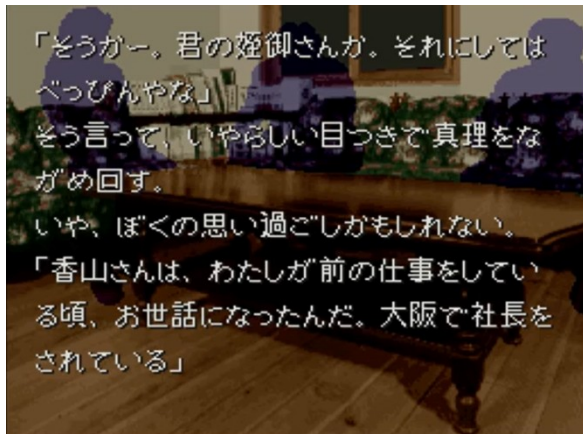 「そうかー。君の姪御さんか。それにしては
べっぴんやな」
そう言って、いやらしい目つきで真理をな
がめ回す。
いや、ぼくの思い過ごしかもしれない。
「香山さんは、わたしが前の仕事をしてい
る頃、お世話になったんだ。大阪で社長を
されている」